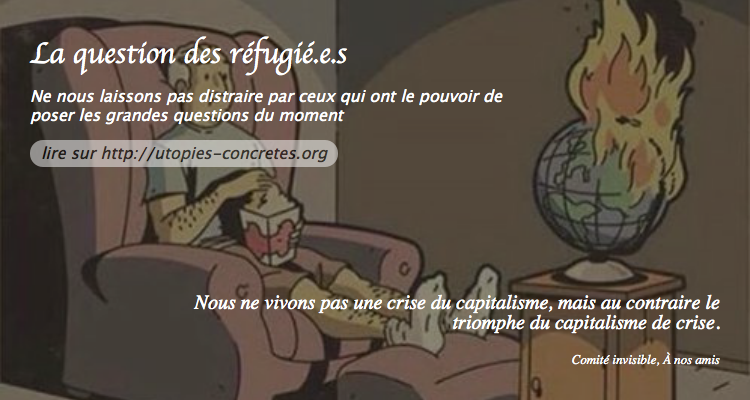 La question des réfugié.e.s
Ne nous laissons pas distraire par ceux qui ont le pouvoir de
poser les grandes questions du moment
lire sur http://utopies-concretes.org
Nous ne vivons pas une crise du capitalisme, mais au contraire le
triomphe du capitalisme de crise.
Comité invisible, À nos amis